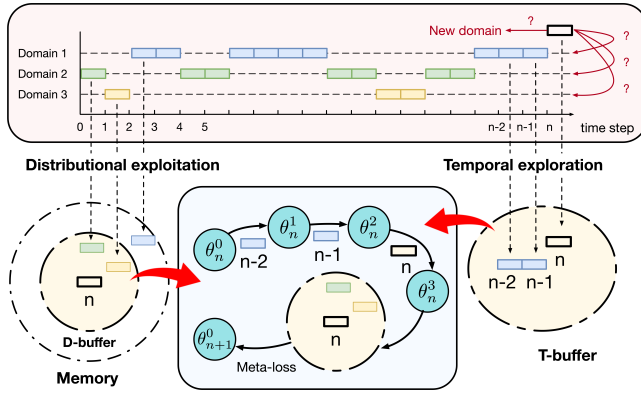 ?
New domain
Domain 1
?
Domain 2
?
Domain 3
?
0 1 2 3 4 5 n-2 n-1 n time step
Distributional exploitation
Temporal exploration
θ_n^0
θ_n^1
θ_n^2
n-2
n-1
n
θ_n^3
n
n
n-2 n-1
n
D-buffer
θ_{n+1}^0
Meta-loss
T-buffer
Memory